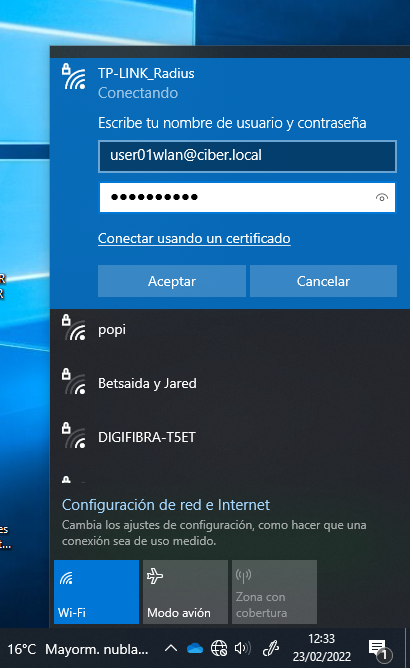 TP-LINK_Radius
Conectando
Escribe tu nombre de usuario y contraseña
user01wlan@ciber.local
●●●●●●●●●●
Conectar usando un certificado
Aceptar
Cancelar
popi
Betsaida y Jared
DIGIFIBRA-T5ET
Configuración de red e Internet
Cambia los ajustes de configuración, como hacer que una
conexión sea de uso medido.
Wi-Fi
Modo avión
Zona con
cobertura
16°C Mayorm. nubla...
12:33
23/02/2022
1